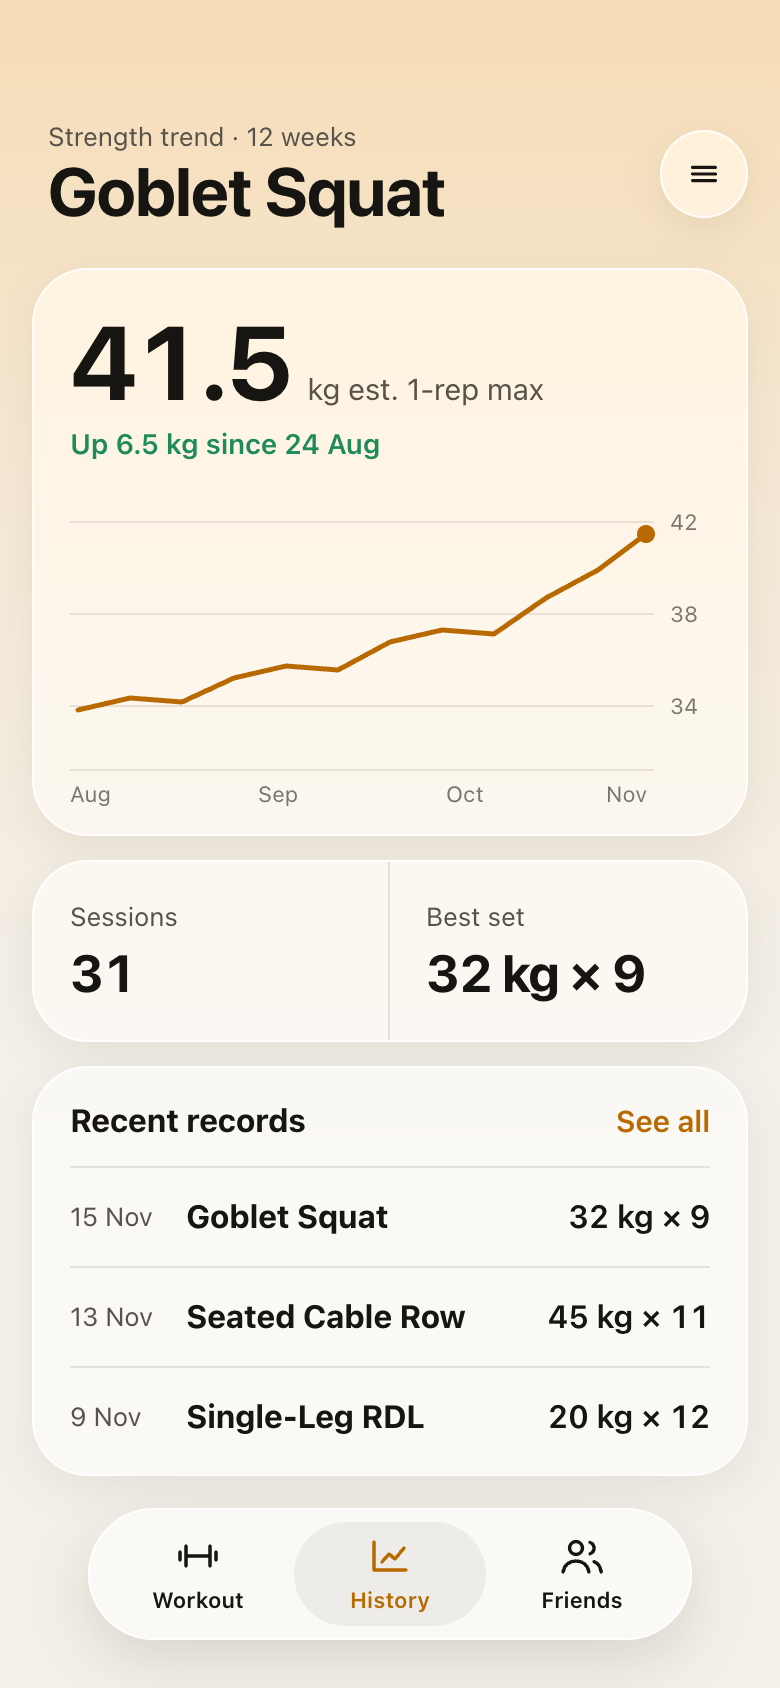 Strength trend · 12 weeks
Goblet Squat
41.5 kg est. 1-rep max
Up 6.5 kg since 24 Aug
42
38
34
Aug Sep Oct Nov
Sessions
31
Best set
32 kg × 9
Recent records See all
15 Nov Goblet Squat 32 kg × 9
13 Nov Seated Cable Row 45 kg × 11
9 Nov Single-Leg RDL 20 kg × 12
Workout History Friends